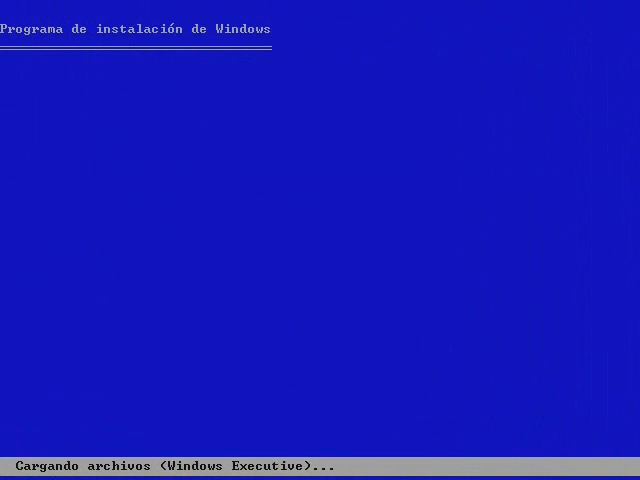 Programa de instalación de Windows
Cargando archivos (Windows Executive)...